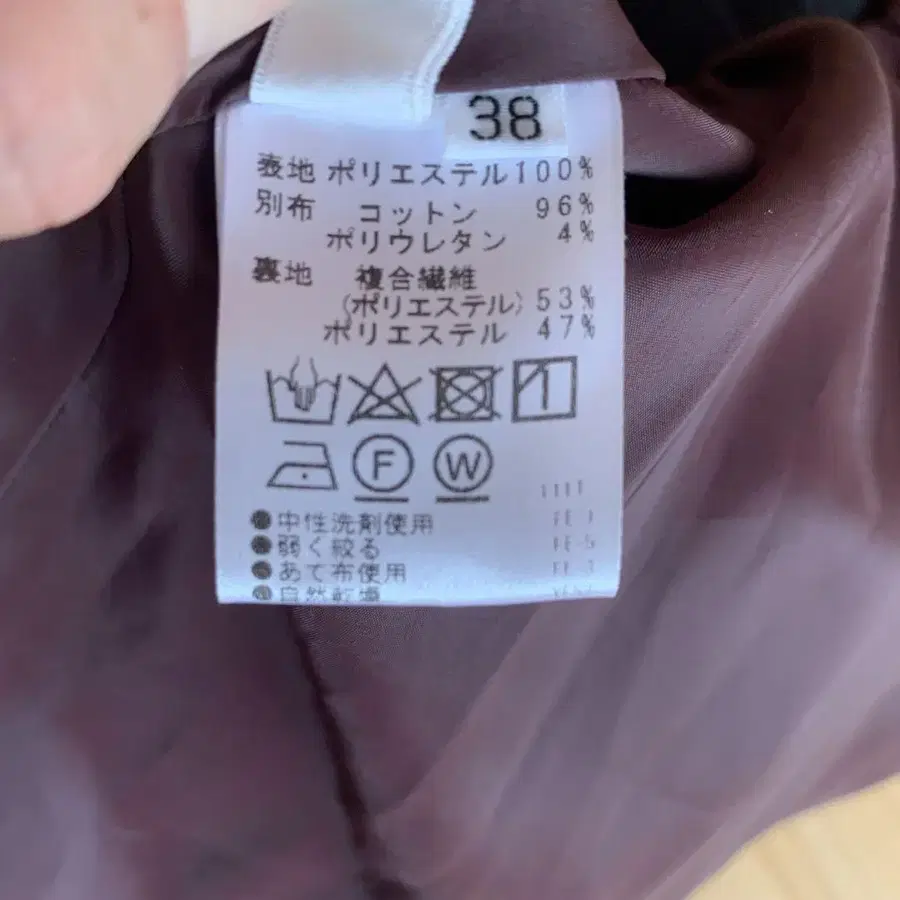 38
表地 ポリエステル100%
別布 コットン 96%
ポリウレタン 4%
裏地 複合繊維
(ポリエステル)53%
ポリエステル 47%
F W
●中性洗剤使用
●弱く絞る
●あて布使用
●自然乾燥